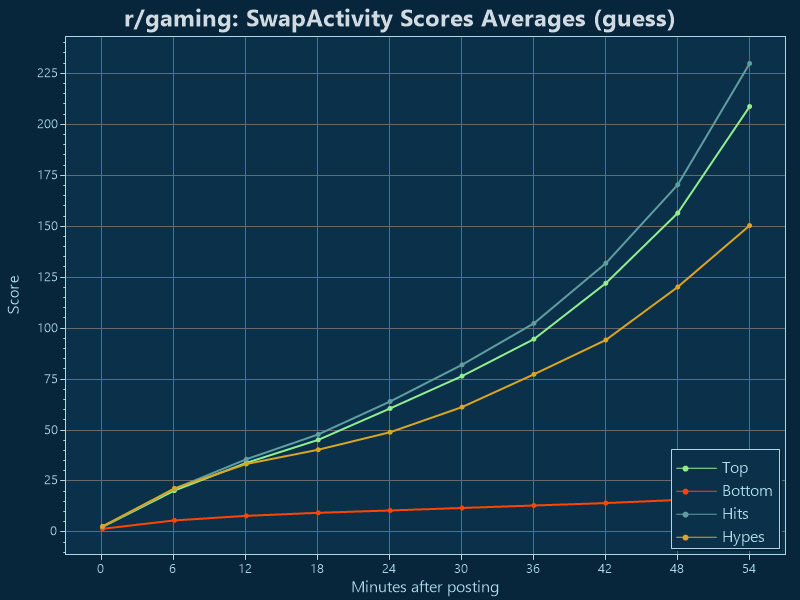 r/gaming: SwapActivity Scores Averages (guess)
225
200
175
150
125
100
75
50
25
0
Score
0 6 12 18 24 30 36 42 48 54
Minutes after posting
Top
Bottom
Hits
Hypes